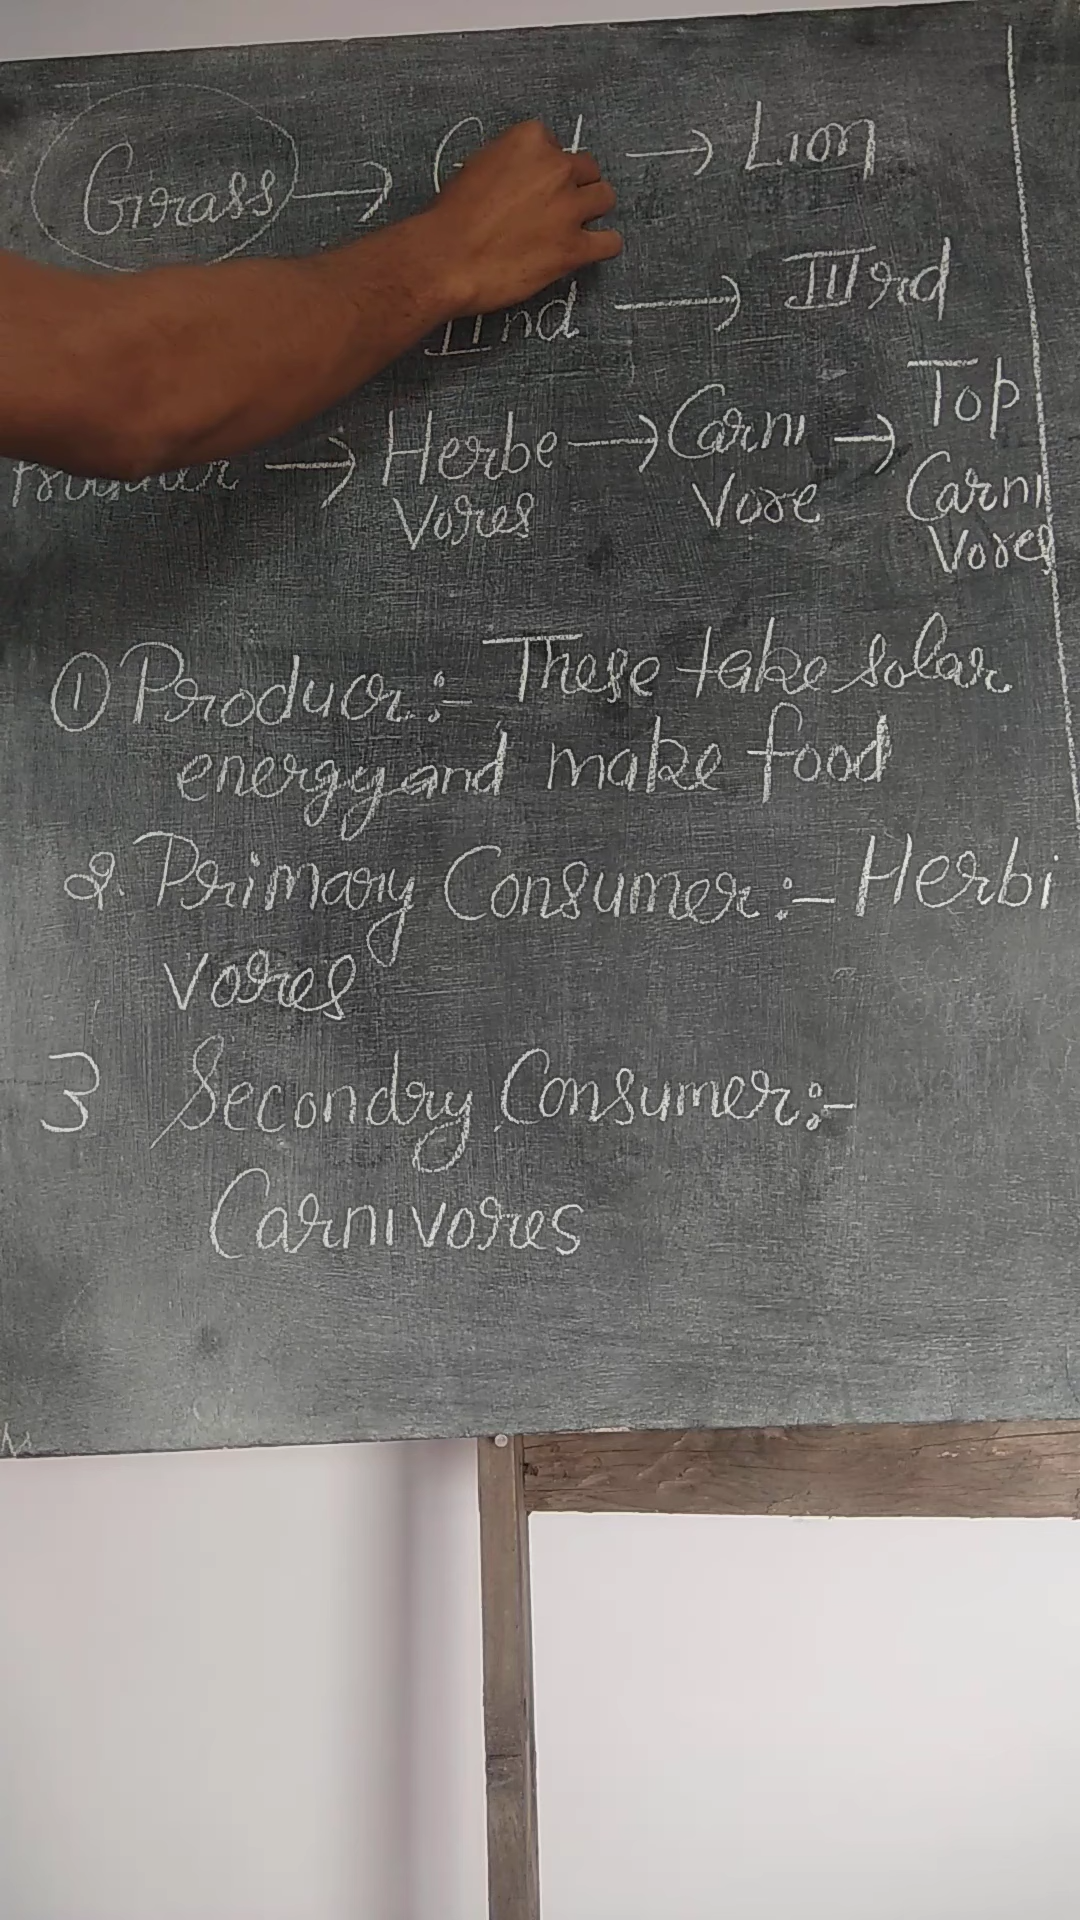 Grass → → Lion
IInd → IIIrd
→ Herbe → Carni → Top
Vores Vore Carni
Vores
① Producr:- These take solar
energy and make food
2. Primary Consumer:- Herbi
vores
3 Secondry Consumer:-
Carnivores